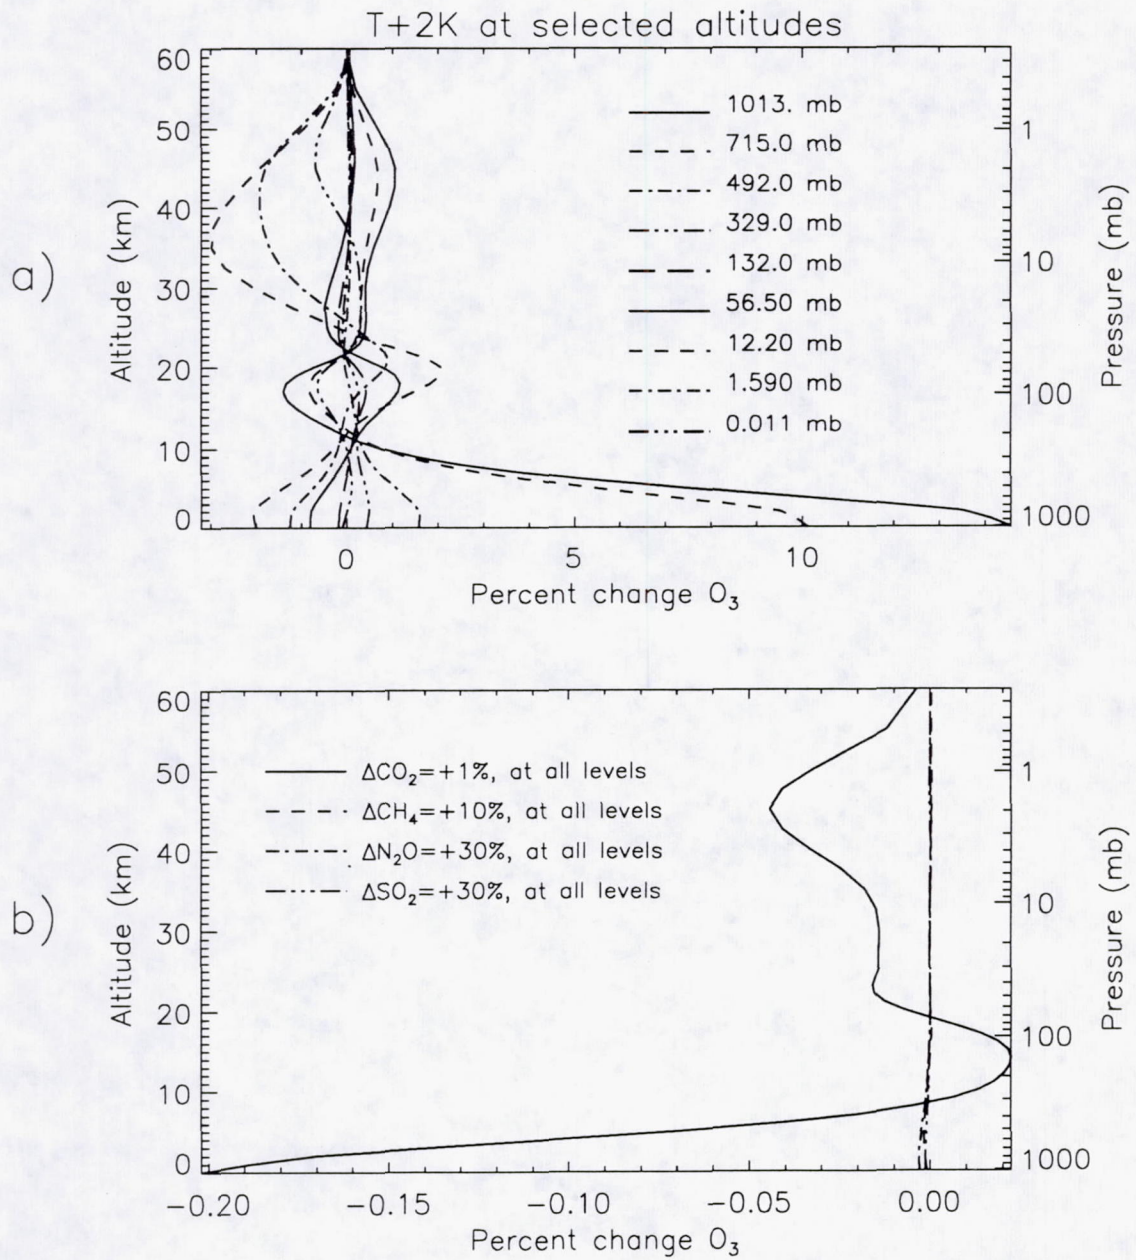 T+2K at selected altitudes
a)
Altitude (km)
60
50
40
30
20
10
0
1013. mb
715.0 mb
492.0 mb
329.0 mb
132.0 mb
56.50 mb
12.20 mb
1.590 mb
0.011 mb
1
10
100
1000
Pressure (mb)
0 5 10
Percent change O3
b)
Altitude (km)
60
50
40
30
20
10
0
ΔCO2=+1%, at all levels
ΔCH4=+10%, at all levels
ΔN2O=+30%, at all levels
ΔSO2=+30%, at all levels
1
10
100
1000
Pressure (mb)
−0.20 −0.15 −0.10 −0.05 0.00
Percent change O3